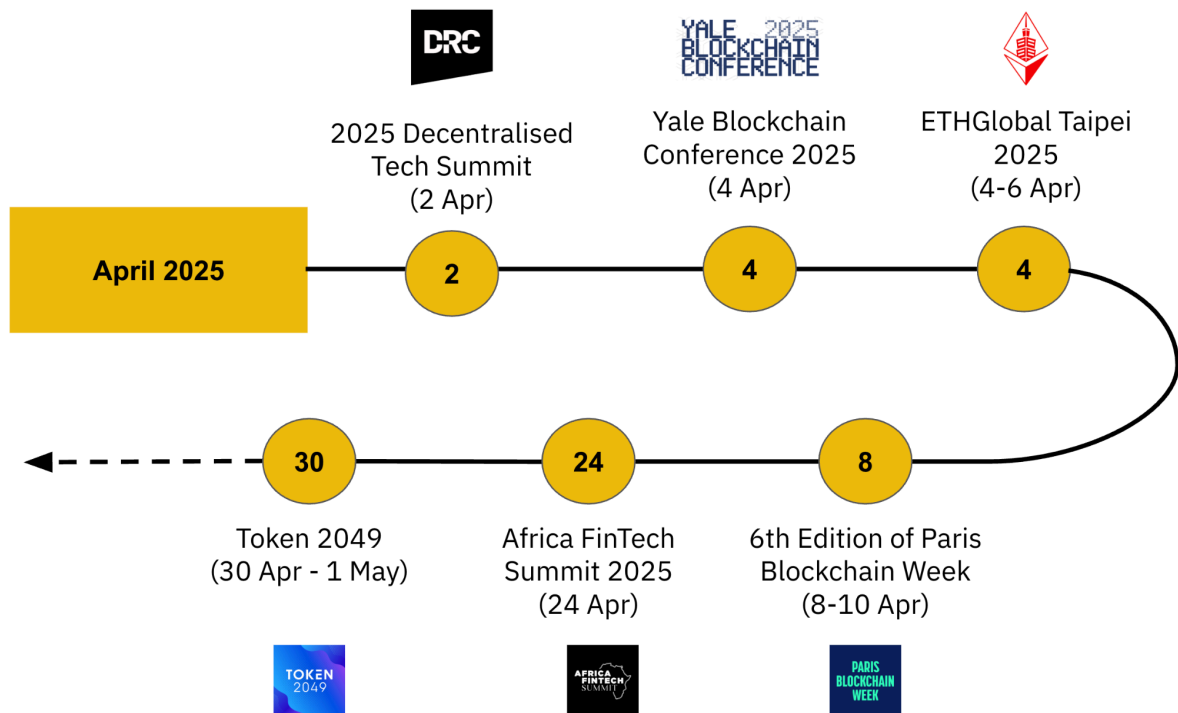 DRC
YALE 2025
BLOCKCHAIN
CONFERENCE
2025 Decentralised
Tech Summit
(2 Apr)
Yale Blockchain
Conference 2025
(4 Apr)
ETHGlobal Taipei
2025
(4-6 Apr)
April 2025
2
4
4
30
24
8
Token 2049
(30 Apr - 1 May)
Africa FinTech
Summit 2025
(24 Apr)
6th Edition of Paris
Blockchain Week
(8-10 Apr)
TOKEN
2049
AFRICA
FINTECH
SUMMIT
PARIS
BLOCKCHAIN
WEEK